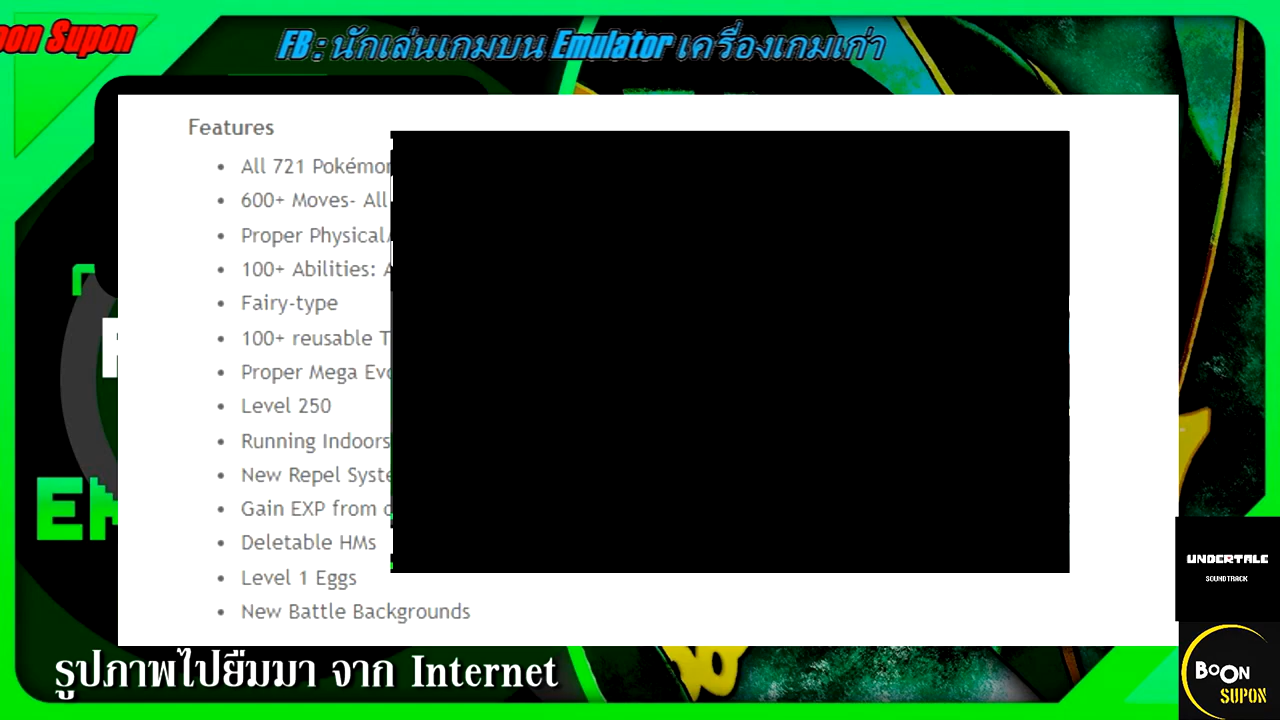 Supon
FB : นักเล่นเกมบน Emulator เครื่องเกมเก่า
Features
• All 721
• 600+ Moves- All
• Proper Physical
• 100+ Abilities:
• Fairy-type
• 100+ reusable
• Proper Mega
• Level 250
• Running Indoors
• New Repel
• Gain EXP from
• Deletable HMs
• Level 1 Eggs
• New Battle Backgrounds
UNDERTALE
SOUNDTRACK
รูปภาพไปยืมมา จาก Internet
BOON
SUPON